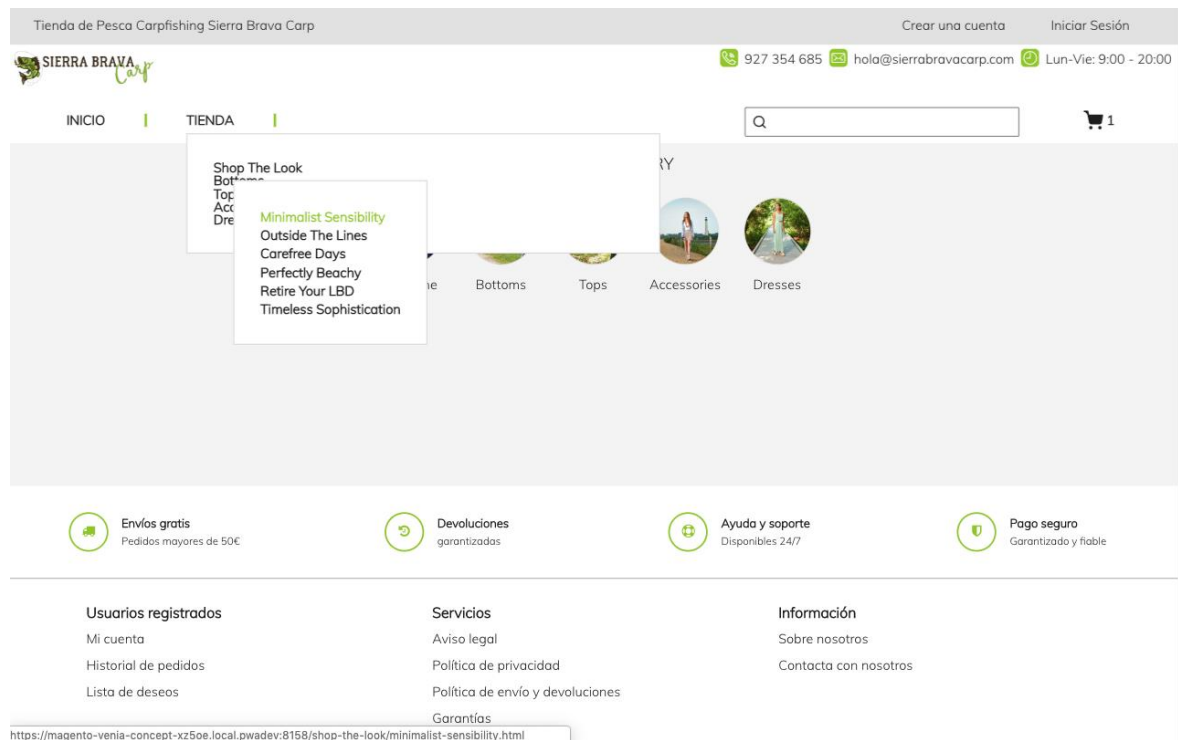 Tienda de Pesca Carpfishing Sierra Brava Carp
Crear una cuenta
Iniciar Sesión
SIERRA BRAVA
Carp
927 354 685
hola@sierrabravacarp.com
Lun-Vie: 9:00 - 20:00
INICIO
TIENDA
1
Shop The Look
Minimalist Sensibility
Outside The Lines
Carefree Days
Perfectly Beachy
Retire Your LBD
Timeless Sophistication
Bottoms
Tops
Accessories
Dresses
Envíos gratis
Pedidos mayores de 50€
Devoluciones
garantizadas
Ayuda y soporte
Disponibles 24/7
Pago seguro
Garantizado y fiable
Usuarios registrados
Mi cuenta
Historial de pedidos
Lista de deseos
Servicios
Aviso legal
Política de privacidad
Política de envío y devoluciones
Garantías
Información
Sobre nosotros
Contacta con nosotros
https://magento-venia-concept-xz5oe.local.pwadev:8158/shop-the-look/minimalist-sensibility.html